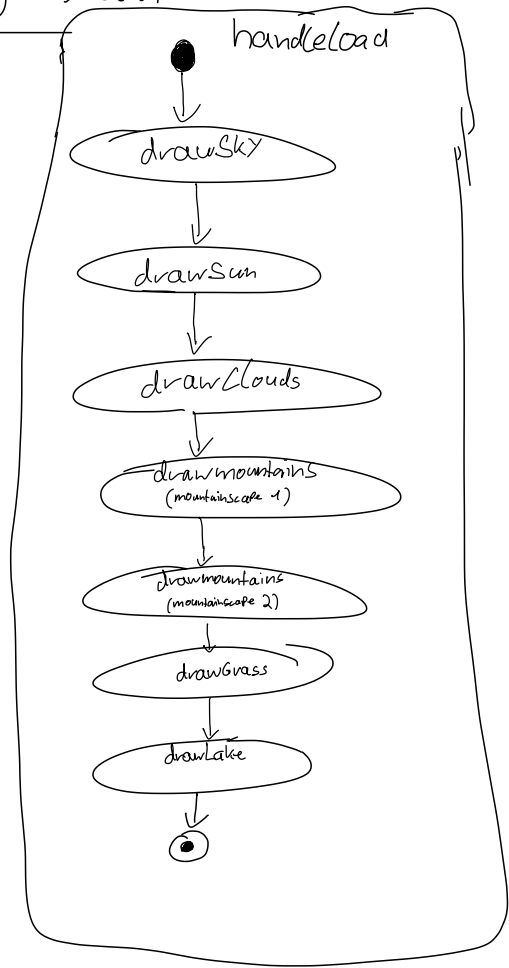 handleload
drawSky
drawSun
drawClouds
drawmountains
(mountainscape 1)
drawmountains
(mountainscape 2)
drawGrass
drawLake